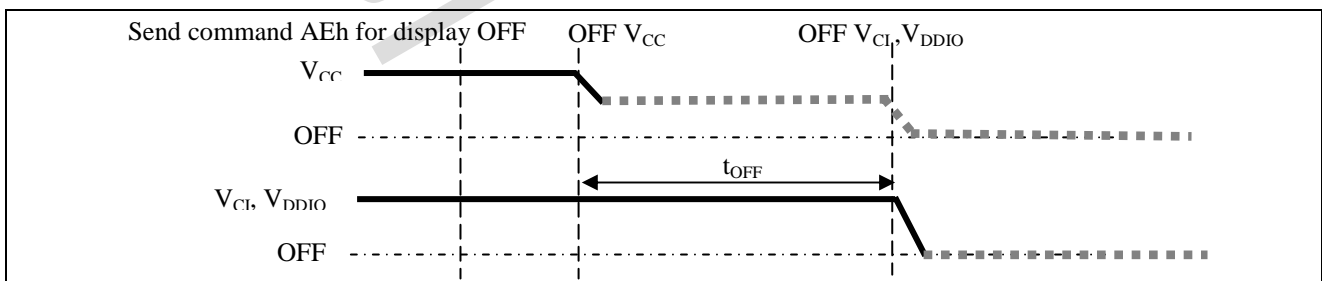 Send command AEh for display OFF OFF VCC OFF VCI,VDDIO
VCC
OFF
tOFF
VCI, VDDIO
OFF